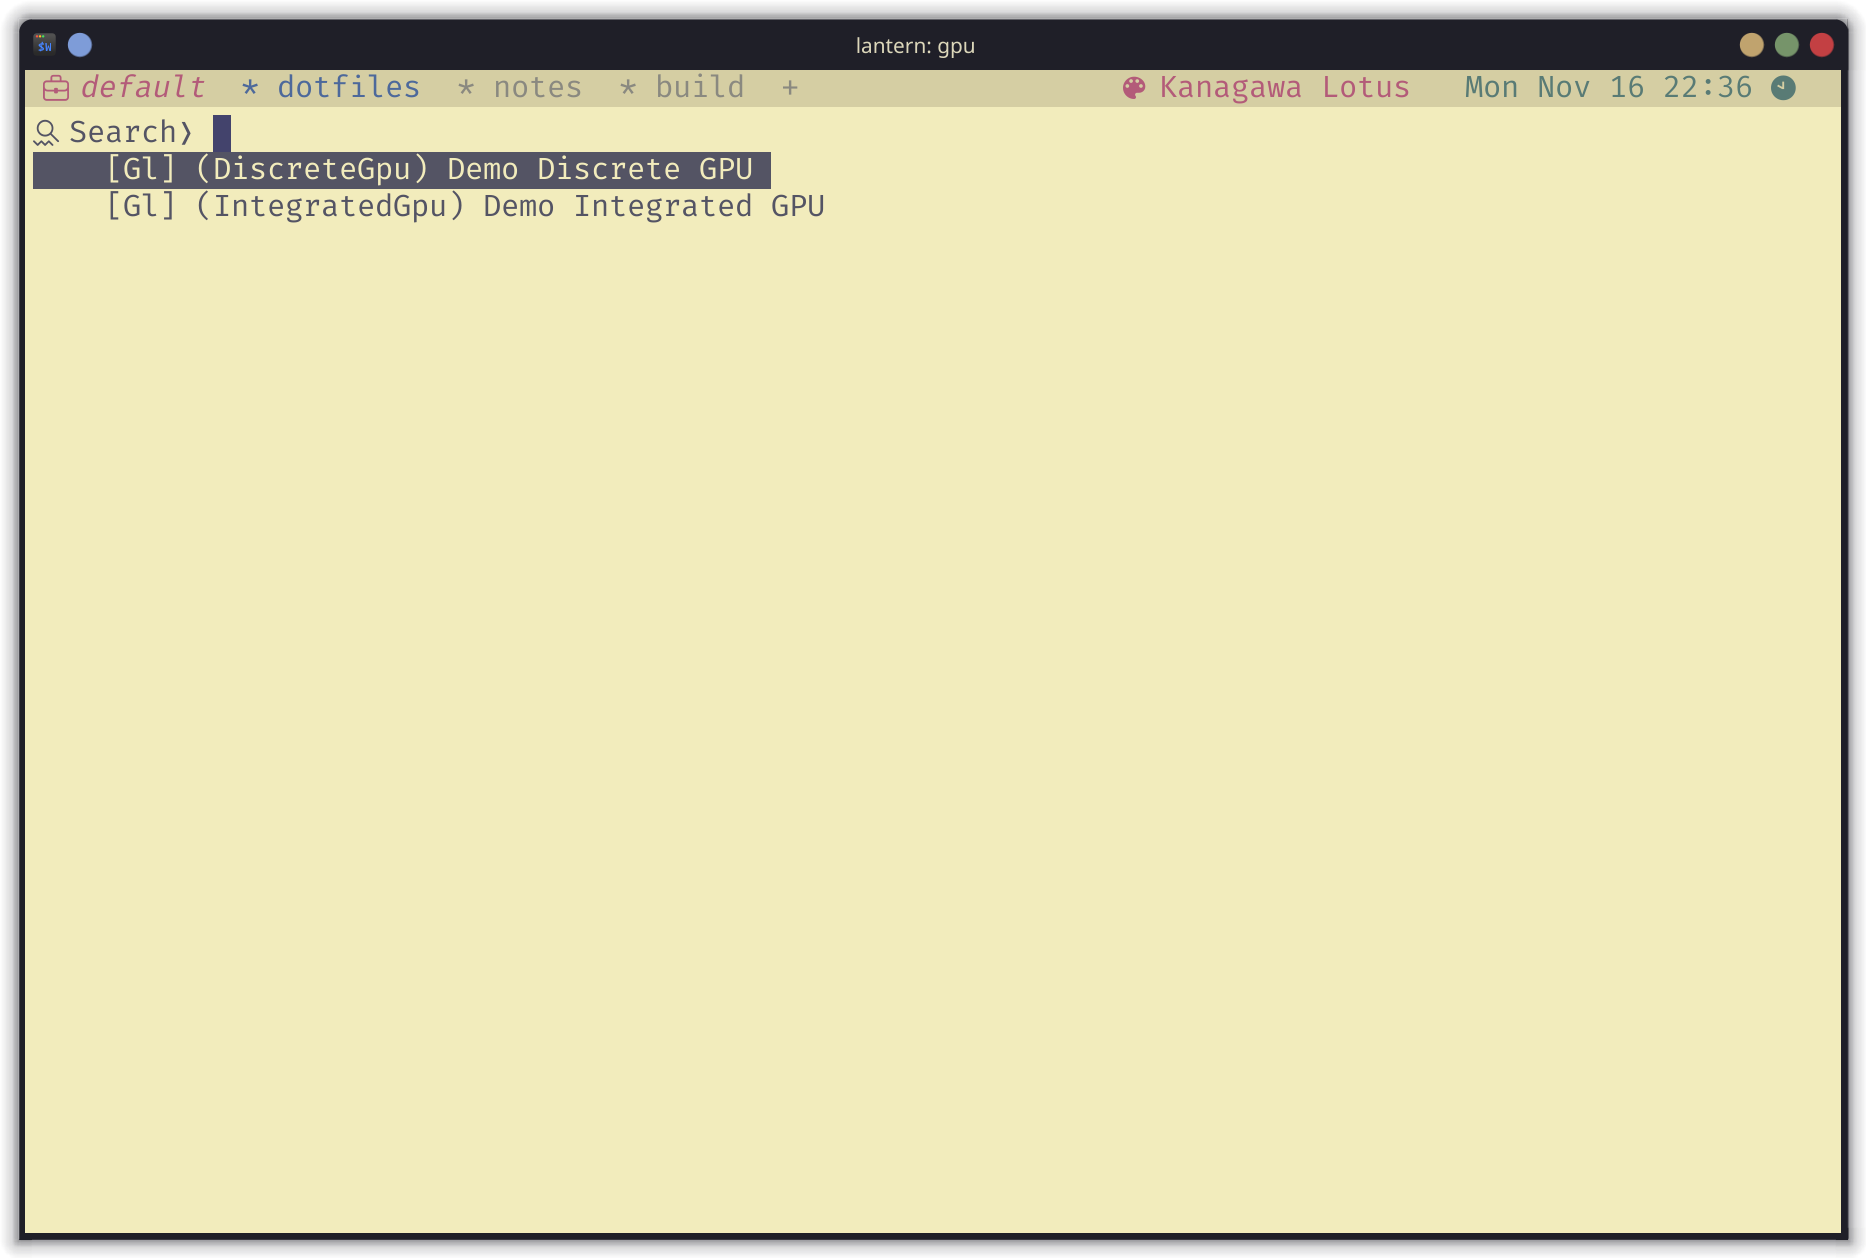 $W
lantern: gpu
default * dotfiles * notes * build + Kanagawa Lotus Mon Nov 16 22:36
Search⟩
[Gl] (DiscreteGpu) Demo Discrete GPU
[Gl] (IntegratedGpu) Demo Integrated GPU